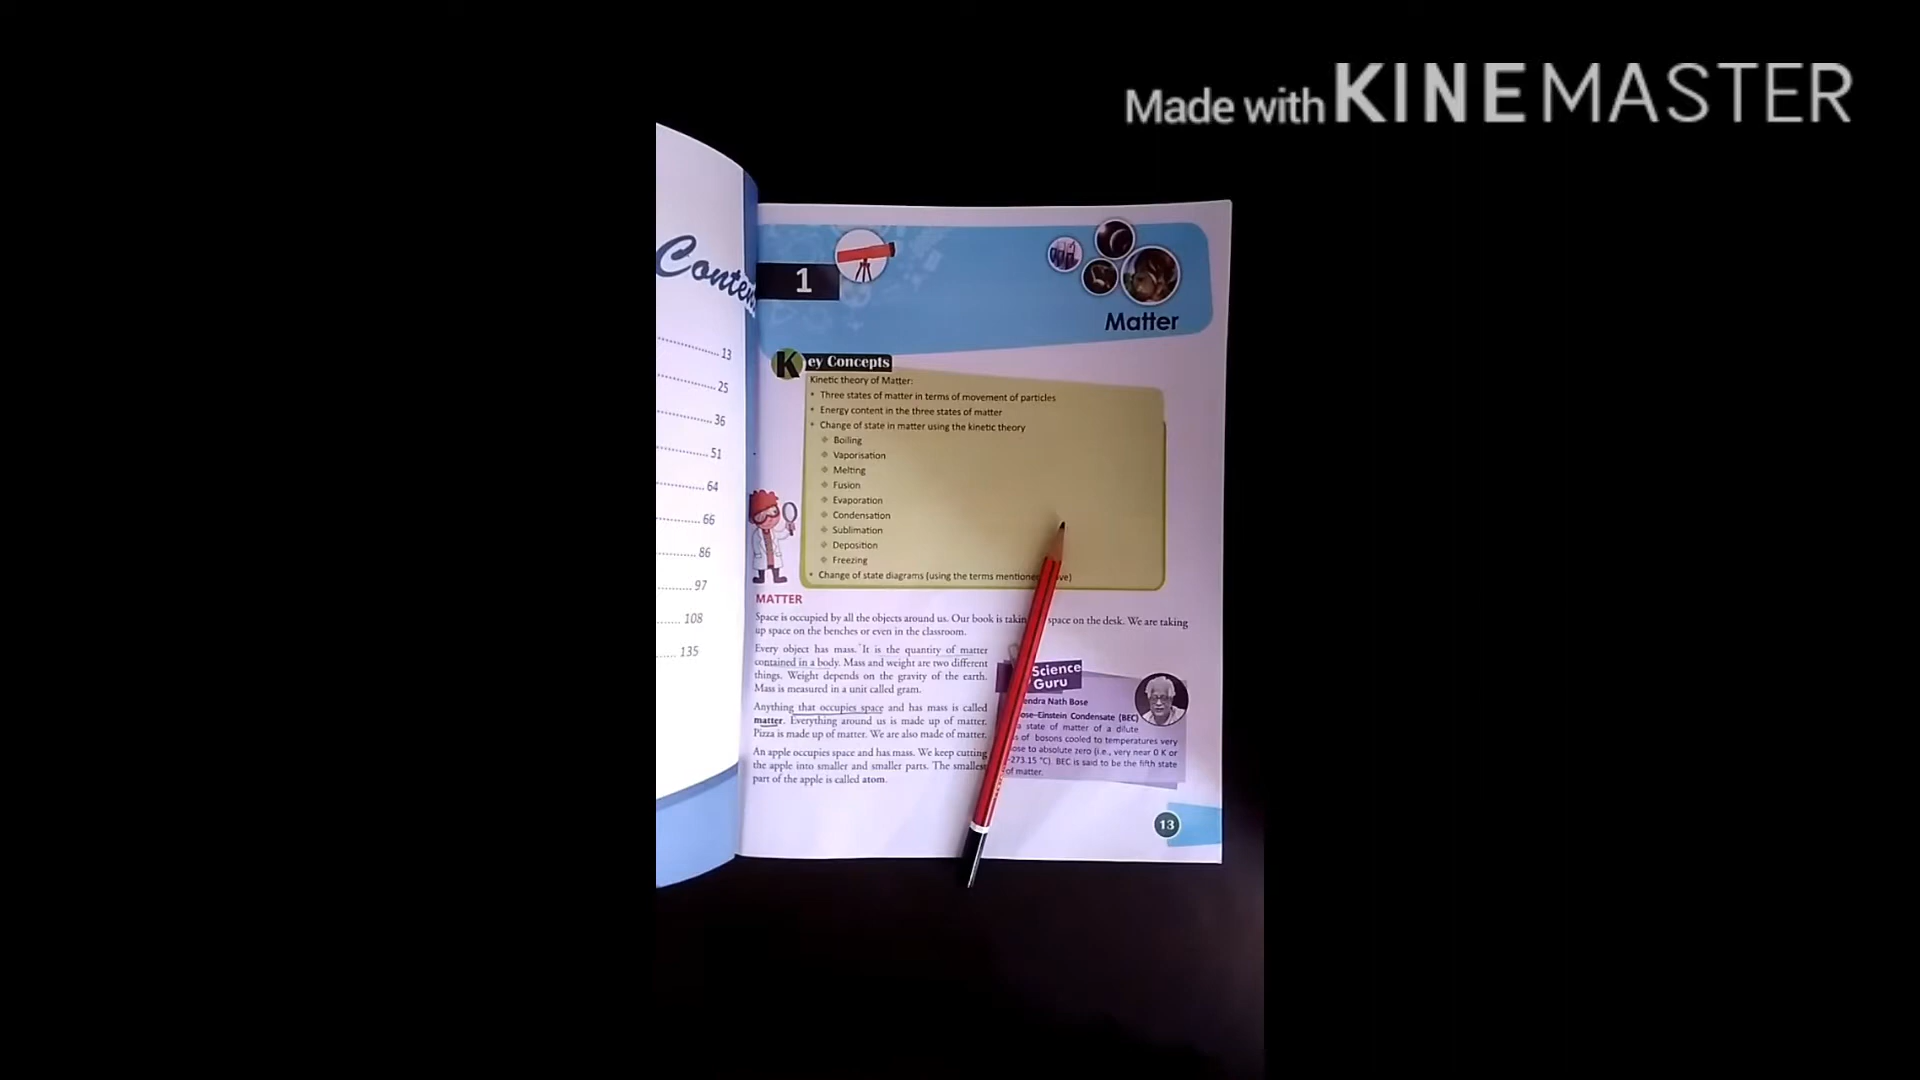 Made with KINEMASTER
Conten
13
25
36
51
64
66
86
97
108
135
1
Matter
Key Concepts
Kinetic theory of Matter:
• Three states of matter in terms of movement of particles
• Energy content in the three states of matter
• Change of state in matter using the kinetic theory
❖ Boiling
❖ Vaporisation
❖ Melting
❖ Fusion
❖ Evaporation
❖ Condensation
❖ Sublimation
❖ Deposition
❖ Freezing
• Change of state diagrams (using the terms mentione ve)
MATTER
Space is occupied by all the objects around us. Our book is takin space on the desk. We are taking
up space on the benches or even in the classroom.
Every object has mass. It is the quantity of matter
contained in a body. Mass and weight are two different
things. Weight depends on the gravity of the earth.
Mass is measured in a unit called gram.
Anything that occupies space and has mass is called
matter. Everything around us is made up of matter.
Pizza is made up of matter. We are also made of matter.
An apple occupies space and has mass. We keep cutting
the apple into smaller and smaller parts. The smallest
part of the apple is called atom.
Science
Guru
endra Nath Bose
ose–Einstein Condensate (BEC)
a state of matter of a dilute
s of bosons cooled to temperatures very
ose to absolute zero (i.e., very near 0 K or
-273.15 °C). BEC is said to be the fifth state
of matter.
13